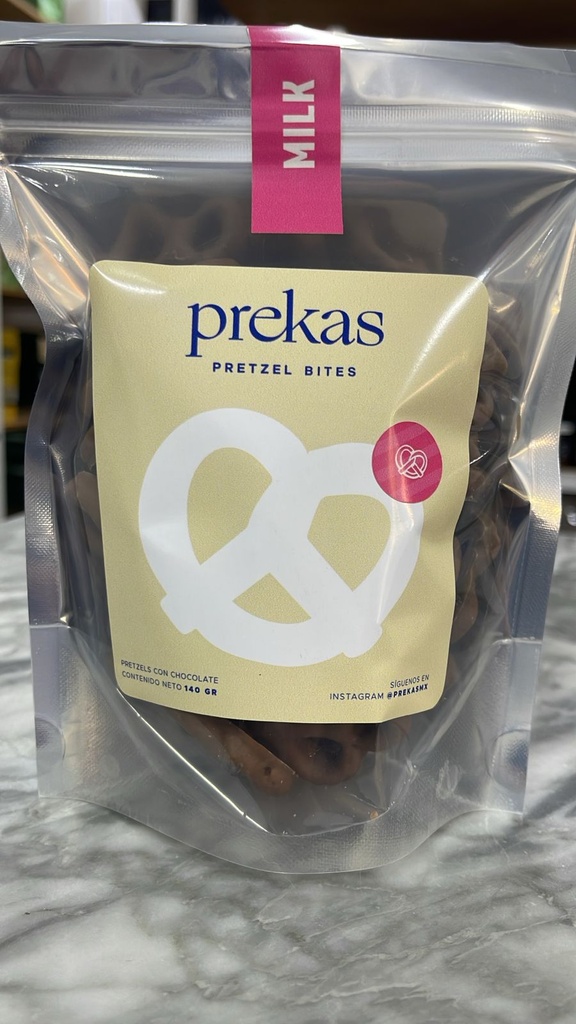 MILK
prekas
PRETZEL BITES
PRETZELS CON CHOCOLATE
CONTENIDO NETO 140 GR
SÍGUENOS EN
INSTAGRAM @PREKASMX